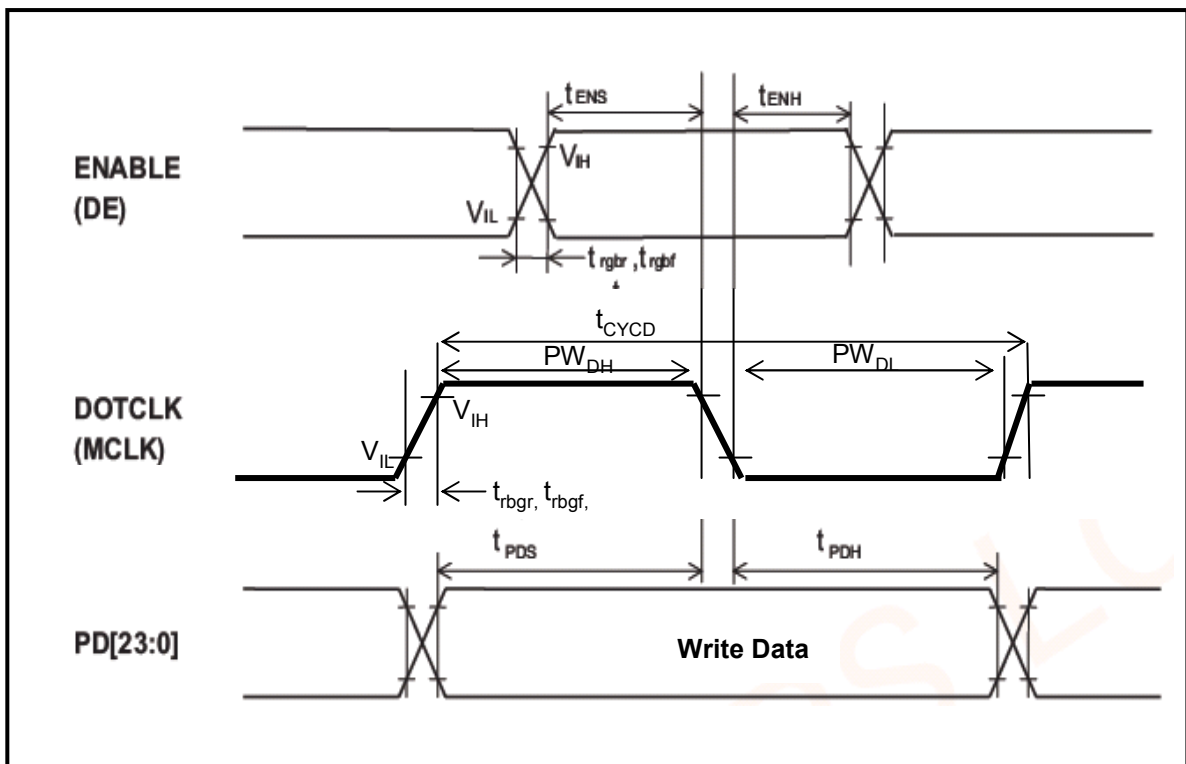 tENS
tENH
ENABLE
(DE)
VIH
VIL
trgbr ,trgbf
tCYCD
PWDH
PWDL
DOTCLK
(MCLK)
VIH
VIL
trbgr, trbgf,
tPDS
tPDH
PD[23:0]
Write Data